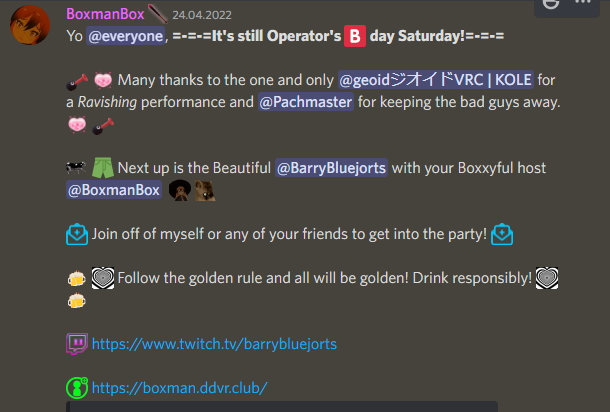 BoxmanBox 24.04.2022
Yo @everyone, =-=-=It's still Operator's B day Saturday!=-=-=
Many thanks to the one and only @geoidジオイドVRC | KOLE for
a Ravishing performance and @Pachmaster for keeping the bad guys away.
Next up is the Beautiful @BarryBluejorts with your Boxxyful host
@BoxmanBox
Join off of myself or any of your friends to get into the party!
Follow the golden rule and all will be golden! Drink responsibly!
https://www.twitch.tv/barrybluejorts
https://boxman.ddvr.club/